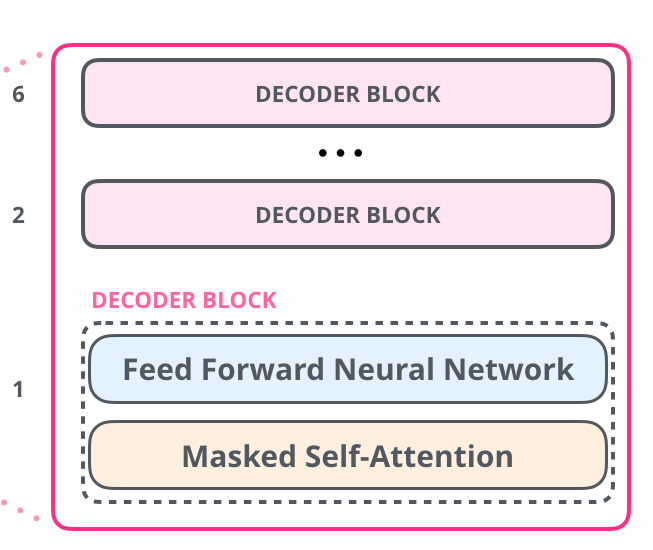 6 DECODER BLOCK
...
2 DECODER BLOCK
DECODER BLOCK
Feed Forward Neural Network
1
Masked Self-Attention